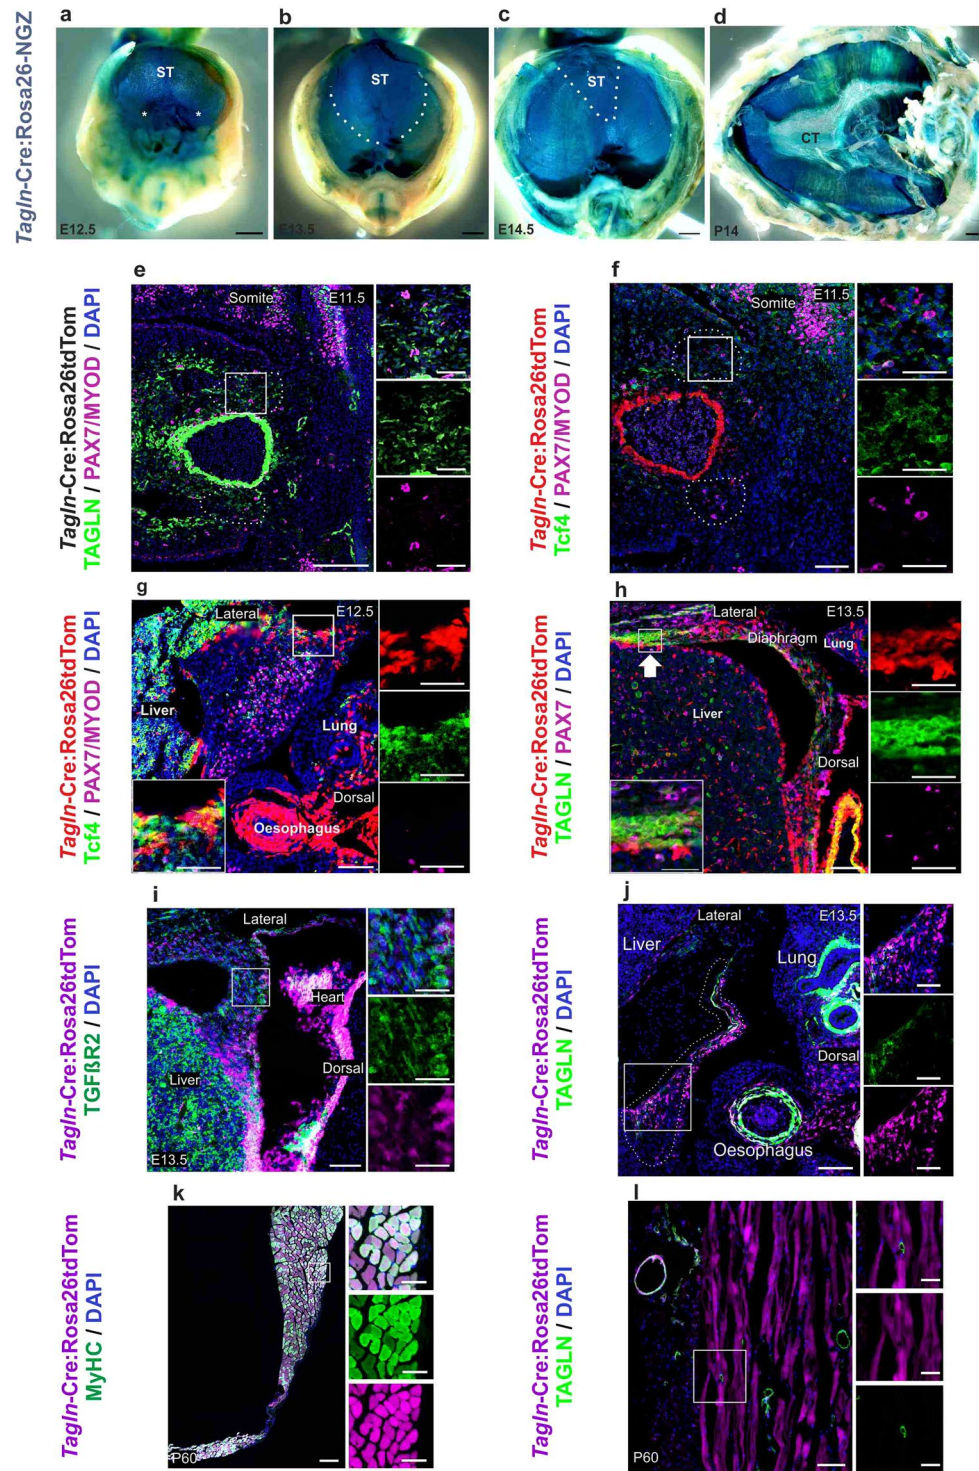 a
b
c
d
Tagln-Cre:Rosa26-NGZ
ST
*
*
E12.5
ST
E13.5
ST
E14.5
CT
P14
e
Tagln-Cre:Rosa26tdTom
TAGLN / PAX7/MYOD / DAPI
Somite
E11.5
f
Tagln-Cre:Rosa26tdTom
Tcf4 / PAX7/MYOD / DAPI
Somite
E11.5
g
Tagln-Cre:Rosa26tdTom
Tcf4 / PAX7/MYOD / DAPI
Lateral
E12.5
Liver
Lung
Dorsal
Oesophagus
h
Tagln-Cre:Rosa26tdTom
TAGLN / PAX7 / DAPI
Lateral
E13.5
Diaphragm
Lung
Liver
Dorsal
i
Tagln-Cre:Rosa26tdTom
TGFßR2 / DAPI
Lateral
Heart
Dorsal
Liver
E13.5
j
Tagln-Cre:Rosa26tdTom
TAGLN / DAPI
Lateral
E13.5
Liver
Lung
Dorsal
Oesophagus
k
Tagln-Cre:Rosa26tdTom
MyHC / DAPI
P60
l
Tagln-Cre:Rosa26tdTom
TAGLN / DAPI
P60